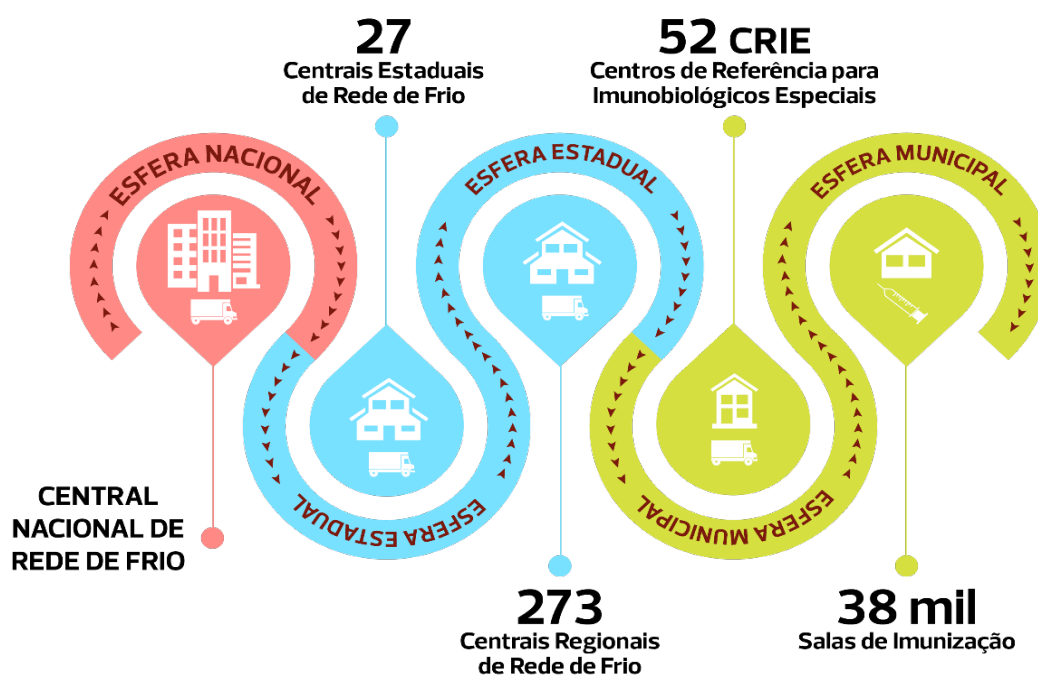 27
Centrais Estaduais
de Rede de Frio
52 CRIE
Centros de Referência para
Imunobiológicos Especiais
ESFERA NACIONAL
ESFERA ESTADUAL
ESFERA MUNICIPAL
ESFERA ESTADUAL
ESFERA MUNICIPAL
CENTRAL
NACIONAL DE
REDE DE FRIO
273
Centrais Regionais
de Rede de Frio
38 mil
Salas de Imunização